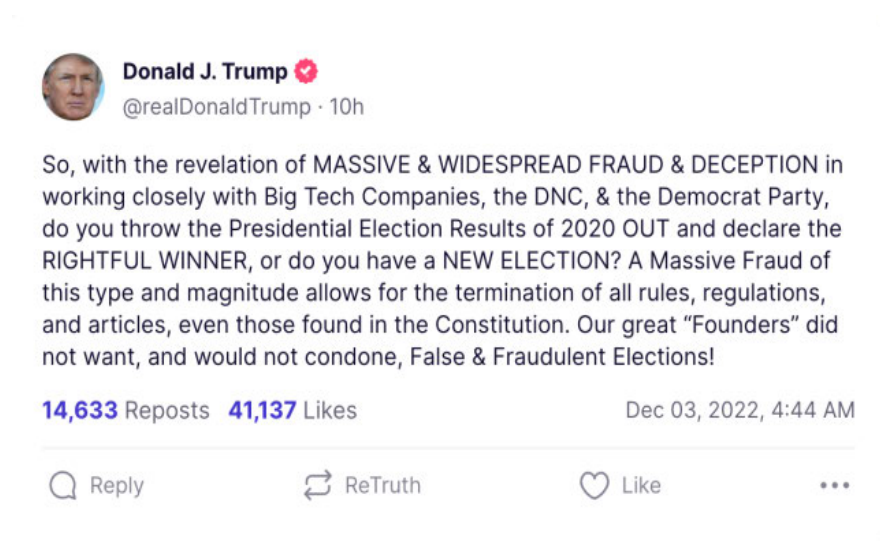 Donald J. Trump
@realDonaldTrump · 10h
So, with the revelation of MASSIVE & WIDESPREAD FRAUD & DECEPTION in
working closely with Big Tech Companies, the DNC, & the Democrat Party,
do you throw the Presidential Election Results of 2020 OUT and declare the
RIGHTFUL WINNER, or do you have a NEW ELECTION? A Massive Fraud of
this type and magnitude allows for the termination of all rules, regulations,
and articles, even those found in the Constitution. Our great “Founders” did
not want, and would not condone, False & Fraudulent Elections!
14,633 Reposts 41,137 Likes Dec 03, 2022, 4:44 AM
Reply ReTruth Like